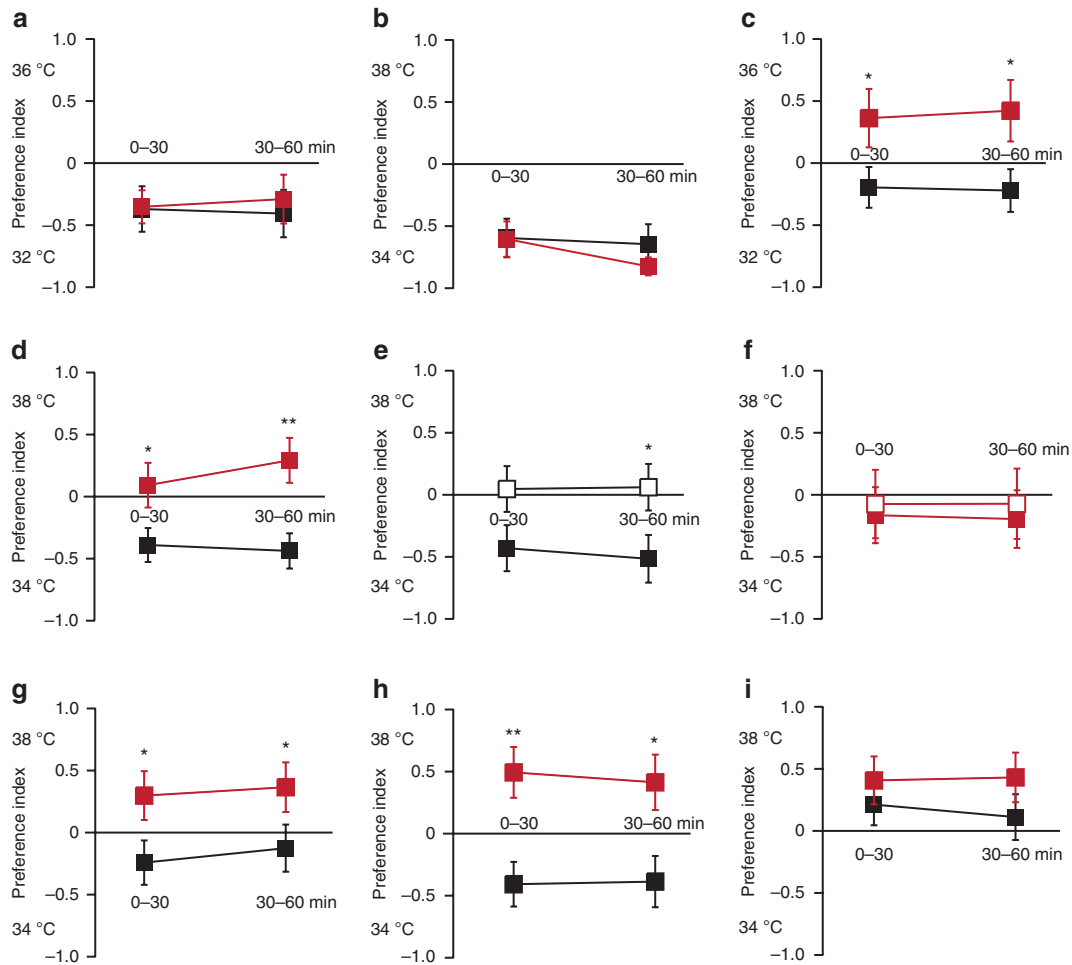 a
1.0
36 °C
0.5
Preference index
0–30
30–60 min
0
–0.5
32 °C
–1.0
b
1.0
38 °C
0.5
Preference index
0
0–30
30–60 min
–0.5
34 °C
–1.0
c
1.0
36 °C
*
*
0.5
Preference index
0–30
30–60 min
0
–0.5
32 °C
–1.0
d
1.0
38 °C
0.5
**
*
Preference index
0
0–30
30–60 min
–0.5
34 °C
–1.0
e
1.0
38 °C
0.5
*
Preference index
0
0–30
30–60 min
–0.5
34 °C
–1.0
f
1.0
38 °C
0.5
Preference index
0–30
30–60 min
0
–0.5
34 °C
–1.0
g
1.0
38 °C
*
*
0.5
Preference index
0
–0.5
0–30
30–60 min
34 °C
–1.0
h
1.0
38 °C
**
*
0.5
Preference index
0–30
30–60 min
0
–0.5
34 °C
–1.0
i
1.0
38 °C
0.5
Preference index
0
0–30
30–60 min
–0.5
34 °C
–1.0